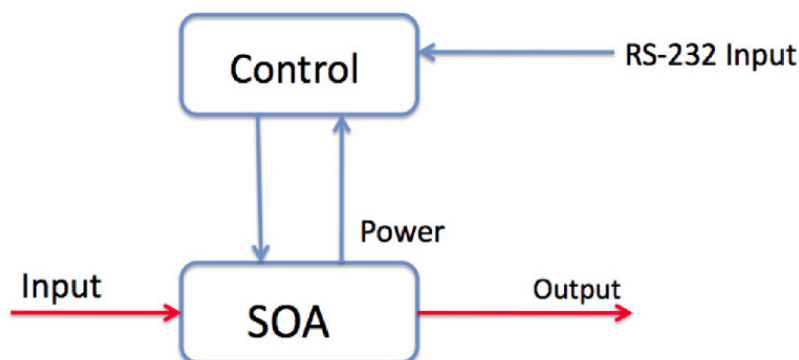 Control
RS-232 Input
Power
Input
Output
SOA